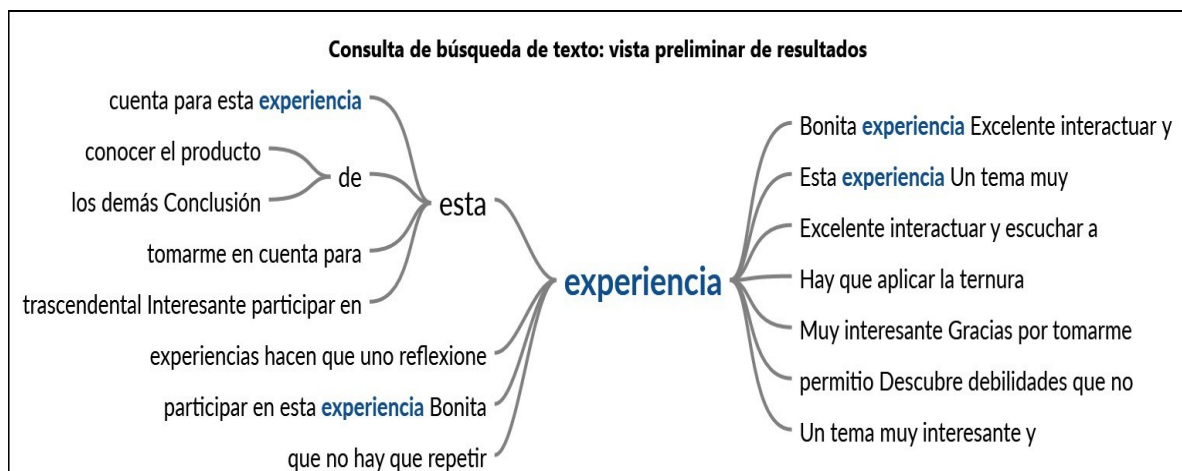 Consulta de búsqueda de texto: vista preliminar de resultados
cuenta para esta experiencia
conocer el producto
los demás Conclusión
de
tomarme en cuenta para
trascendental Interesante participar en
esta
experiencias hacen que uno reflexione
participar en esta experiencia Bonita
que no hay que repetir
experiencia
Bonita experiencia Excelente interactuar y
Esta experiencia Un tema muy
Excelente interactuar y escuchar a
Hay que aplicar la ternura
Muy interesante Gracias por tomarme
permitio Descubre debilidades que no
Un tema muy interesante y